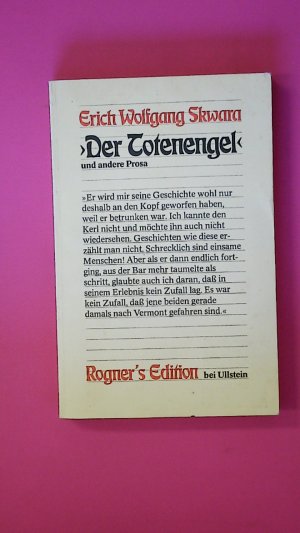 Erich Wolfgang Skwara
›Der Totenengel‹
und andere Prosa
»Er wird mir seine Geschichte wohl nur
deshalb an den Kopf geworfen haben,
weil er betrunken war. Ich kannte den
Kerl nicht und möchte ihn auch nicht
wiedersehen. Geschichten wie diese er-
zählt man nicht. Schrecklich sind einsame
Menschen! Aber als er dann endlich fort-
ging, aus der Bar mehr taumelte als
schritt, glaubte auch ich daran, daß in
seinem Erlebnis kein Zufall lag. Es war
kein Zufall, daß jene beiden gerade
damals nach Vermont gefahren sind.«
Rogner's Edition bei Ullstein